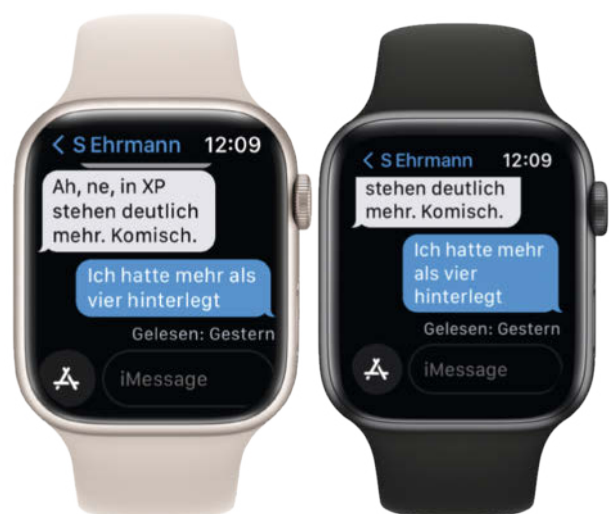 < S Ehrmann 12:09
Ah, ne, in XP
stehen deutlich
mehr. Komisch.
Ich hatte mehr als
vier hinterlegt
Gelesen: Gestern
iMessage
< S Ehrmann 12:09
stehen deutlich
mehr. Komisch.
Ich hatte mehr
als vier
hinterlegt
Gelesen: Gestern
iMessage